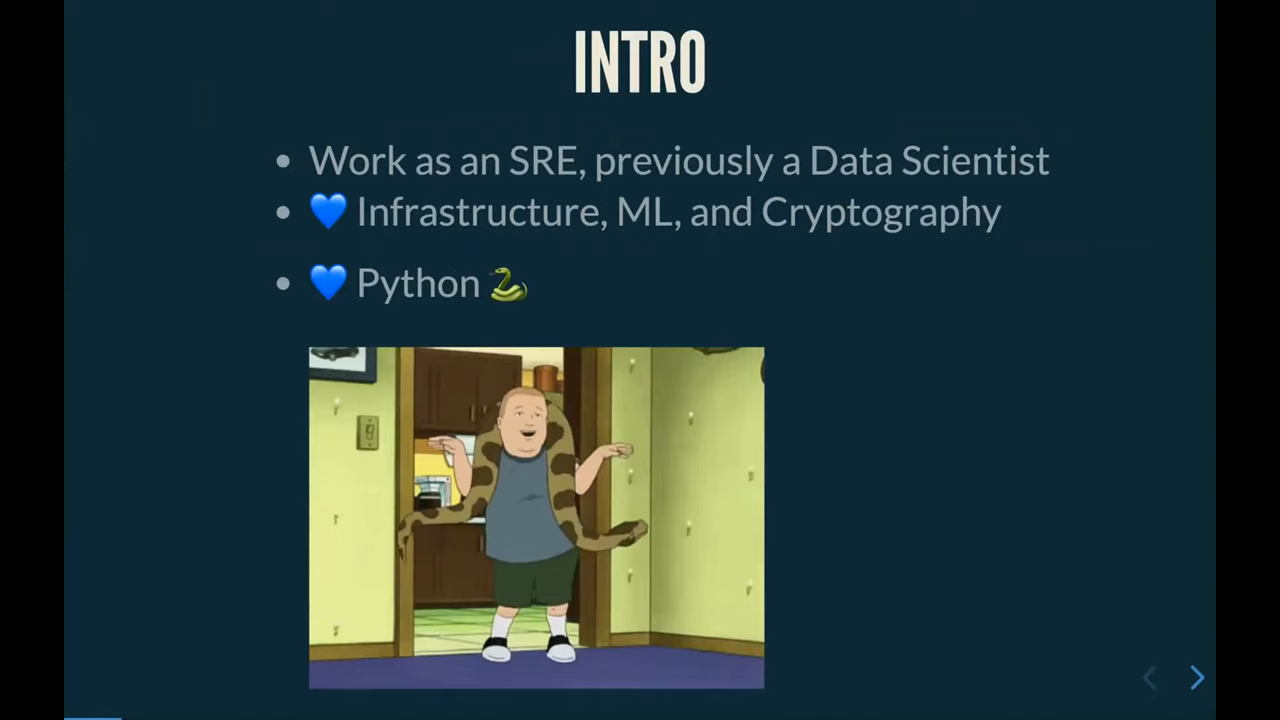 INTRO
Work as an SRE, previously a Data Scientist
💙 Infrastructure, ML, and Cryptography
💙 Python 🐍